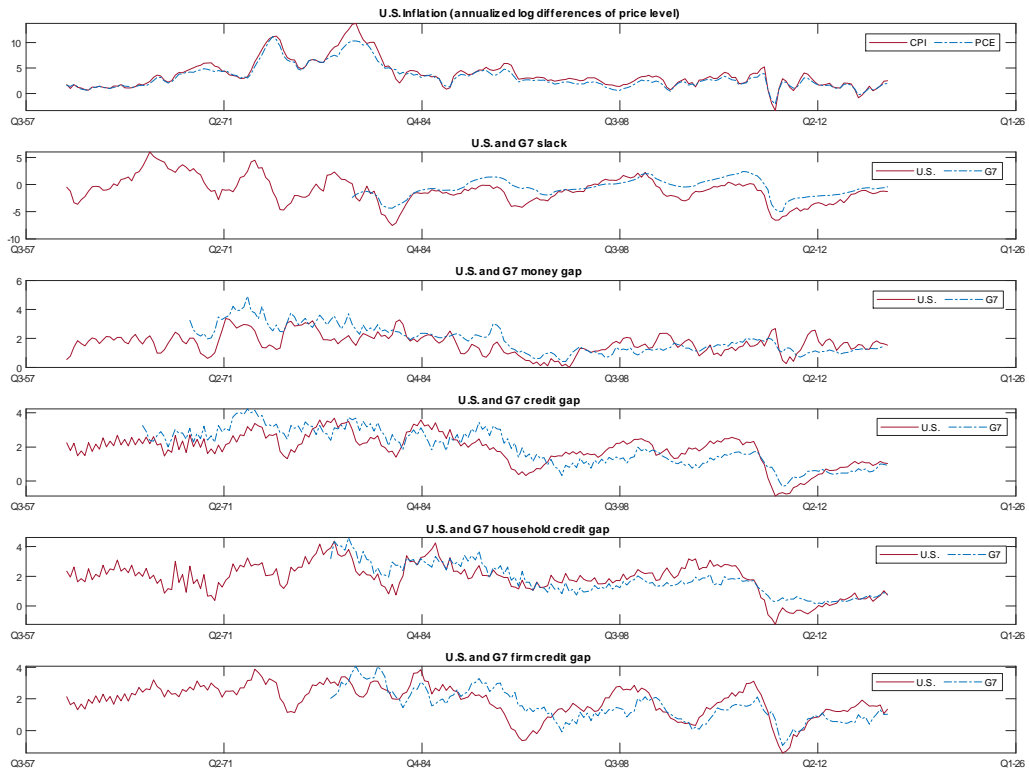 U.S. Inflation (annualized log differences of price level)
10
5
0
CPI PCE
Q3-57 Q2-71 Q4-84 Q3-98 Q2-12 Q1-26
U.S. and G7 slack
5
0
-5
-10
U.S. G7
Q3-57 Q2-71 Q4-84 Q3-98 Q2-12 Q1-26
U.S. and G7 money gap
6
4
2
0
U.S. G7
Q3-57 Q2-71 Q4-84 Q3-98 Q2-12 Q1-26
U.S. and G7 credit gap
4
2
0
U.S. G7
Q3-57 Q2-71 Q4-84 Q3-98 Q2-12 Q1-26
U.S. and G7 household credit gap
4
2
0
U.S. G7
Q3-57 Q2-71 Q4-84 Q3-98 Q2-12 Q1-26
U.S. and G7 firm credit gap
4
2
0
U.S. G7
Q3-57 Q2-71 Q4-84 Q3-98 Q2-12 Q1-26